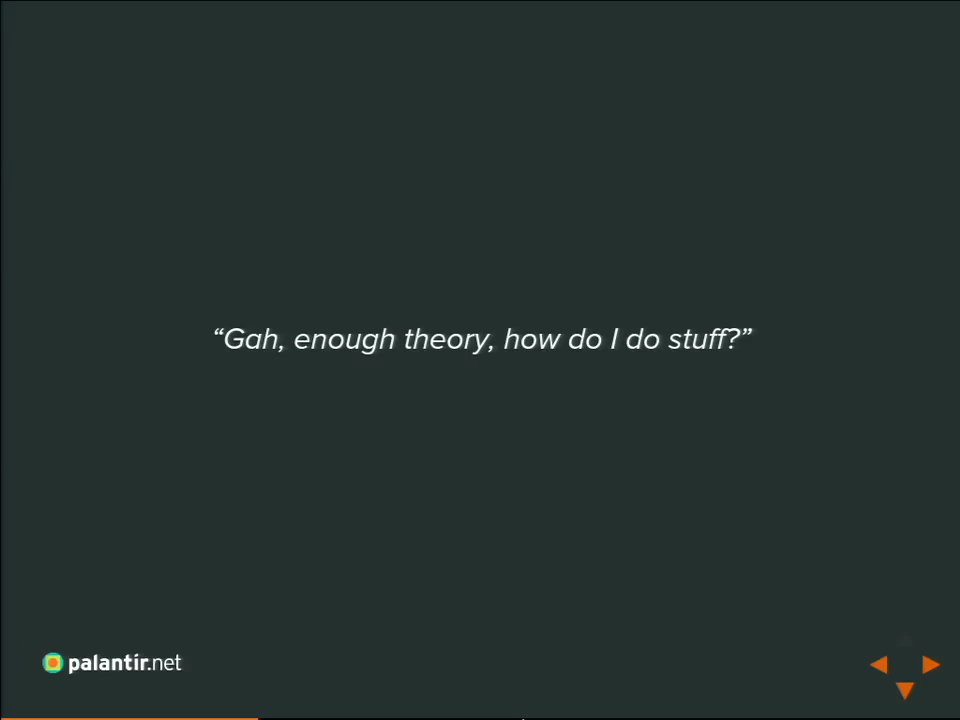 “Gah, enough theory, how do I do stuff?”
palantir.net